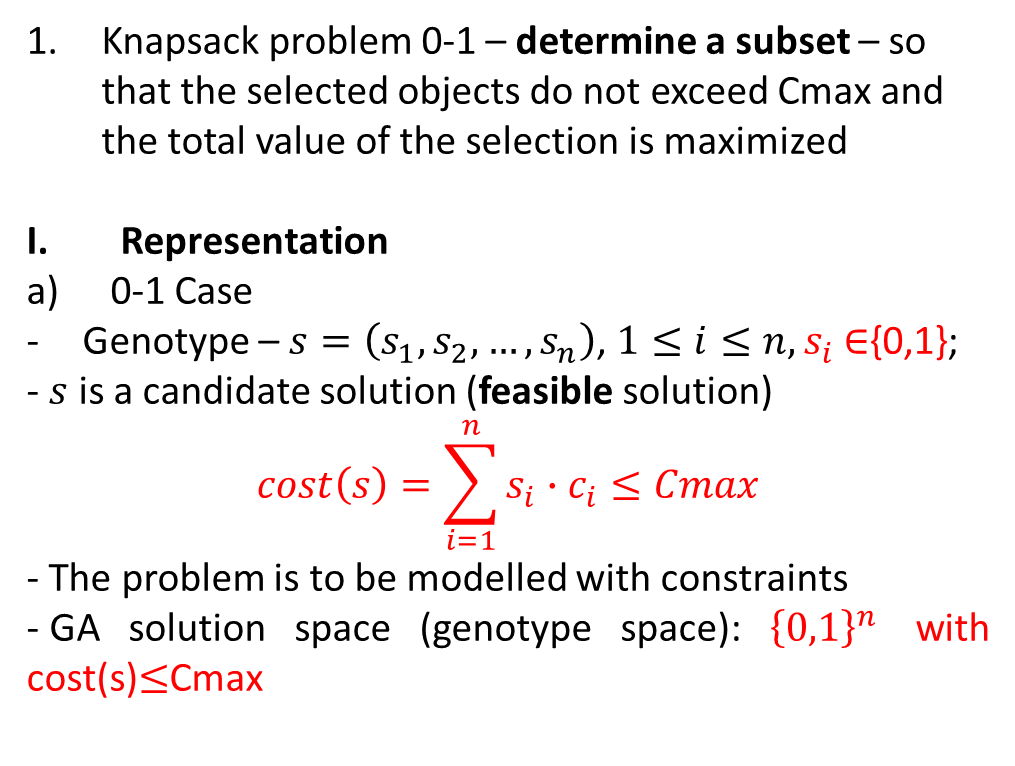 1. Knapsack problem 0-1 – determine a subset – so
that the selected objects do not exceed Cmax and
the total value of the selection is maximized
I. Representation
a) 0-1 Case
- Genotype – 𝑠 = (𝑠₁, 𝑠₂, … , 𝑠ₙ), 1 ≤ 𝑖 ≤ 𝑛, 𝑠ᵢ ∈{0,1};
- 𝑠 is a candidate solution (feasible solution)
𝑐𝑜𝑠𝑡(𝑠) = ∑ᵢ₌₁ⁿ 𝑠ᵢ · 𝑐ᵢ ≤ 𝐶𝑚𝑎𝑥
- The problem is to be modelled with constraints
- GA solution space (genotype space): {0,1}ⁿ with
cost(s)≤Cmax